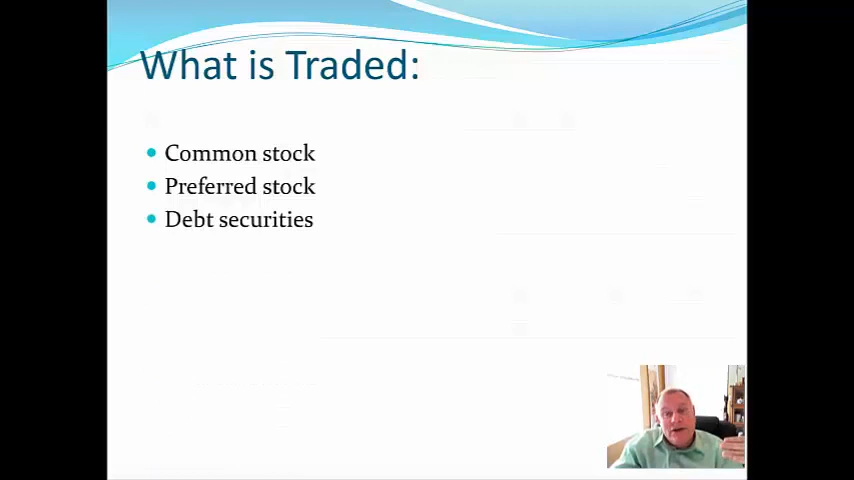 What is Traded:
Common stock
Preferred stock
Debt securities